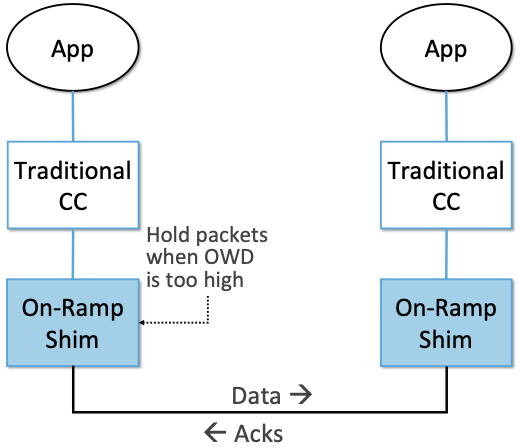 App
App
Traditional
CC
Traditional
CC
Hold packets
when OWD
is too high
On-Ramp
Shim
On-Ramp
Shim
Data →
← Acks